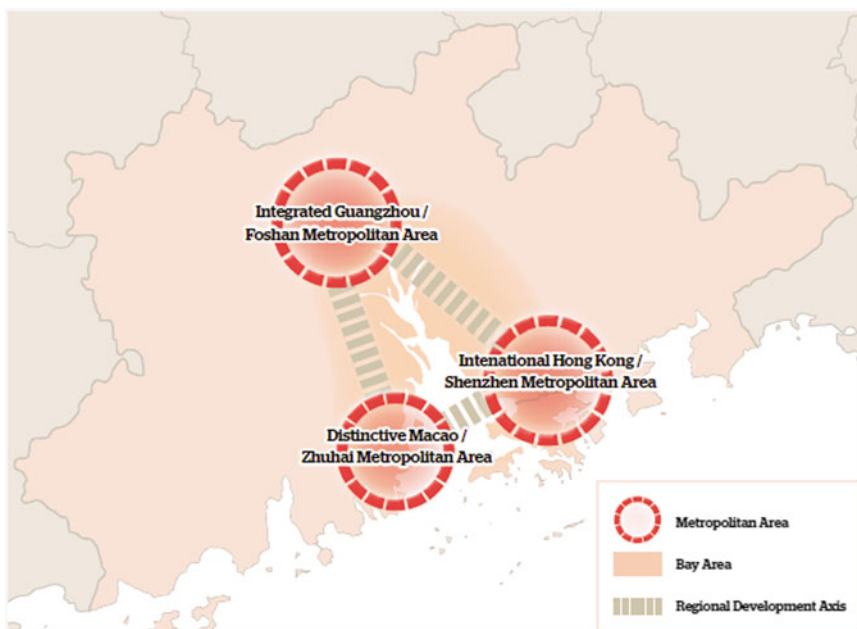 Integrated Guangzhou /
Foshan Metropolitan Area
Intenational Hong Kong /
Shenzhen Metropolitan Area
Distinctive Macao /
Zhuhai Metropolitan Area
Metropolitan Area
Bay Area
Regional Development Axis